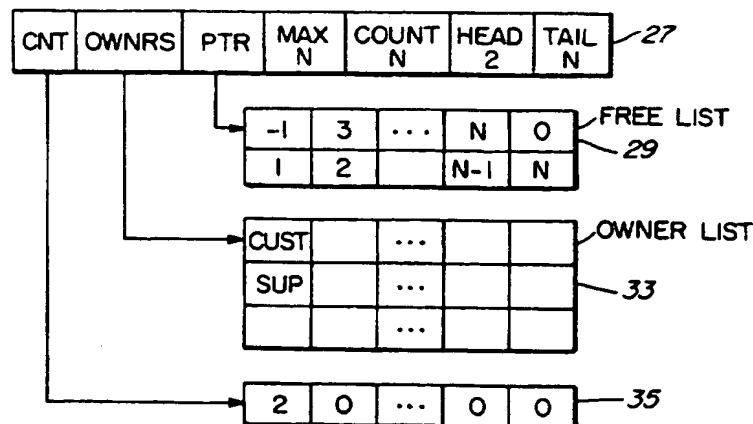 CNT OWNRS PTR MAX N COUNT N HEAD 2 TAIL N 27
-1 3 ... N 0 FREE LIST
1 2 N-1 N 29
CUST ... OWNER LIST
SUP ... 33
...
2 0 ... 0 0 35